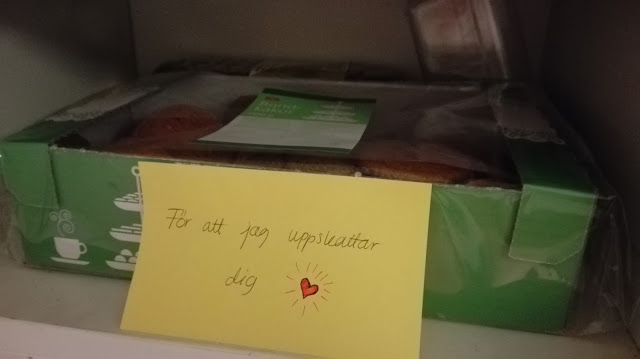 För att jag uppskattar
dig